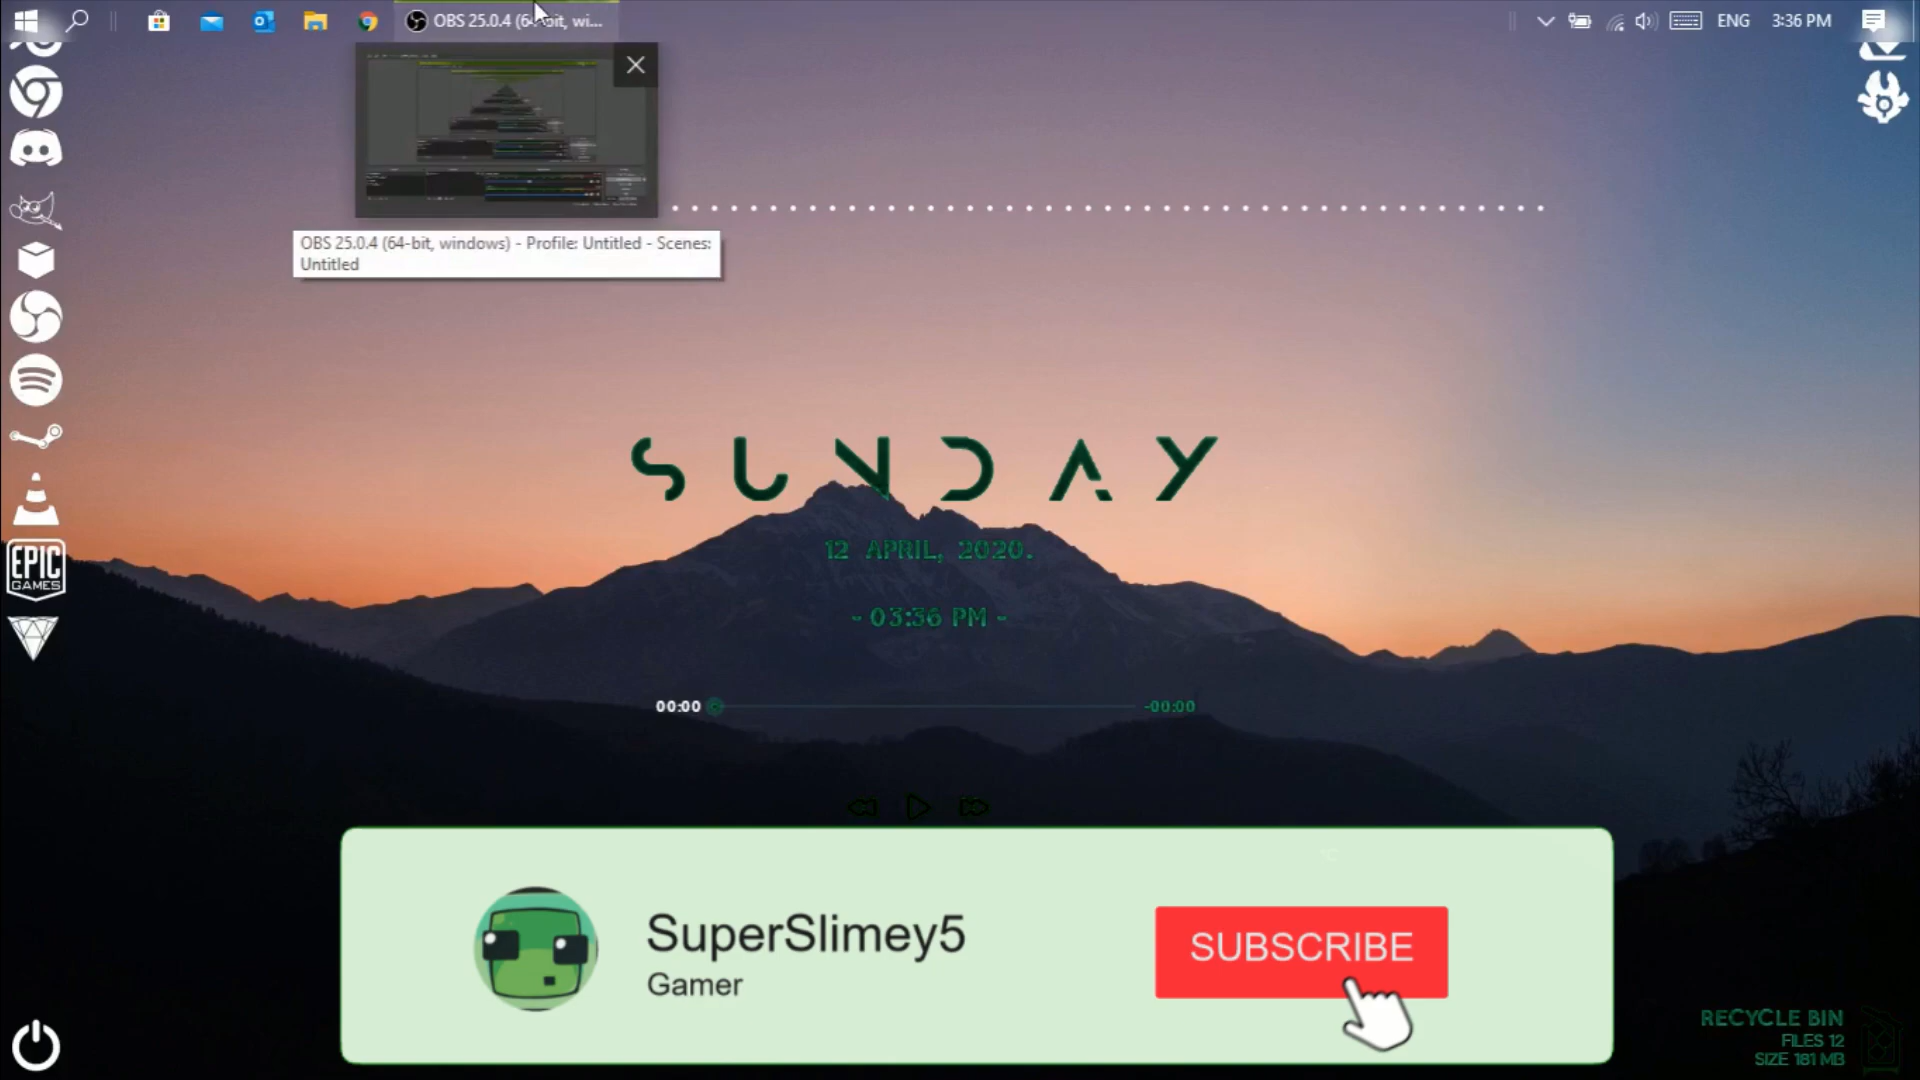 OBS 25.0.4 (64-bit, wi...
ENG
3:36 PM
OBS 25.0.4 (64-bit, windows) - Profile: Untitled - Scenes:
Untitled
SUNDAY
12 APRIL, 2020.
- 03:36 PM -
00:00
-00:00
EPIC
GAMES
SuperSlimey5
Gamer
SUBSCRIBE
RECYCLE BIN
FILES 12
SIZE 181 MB